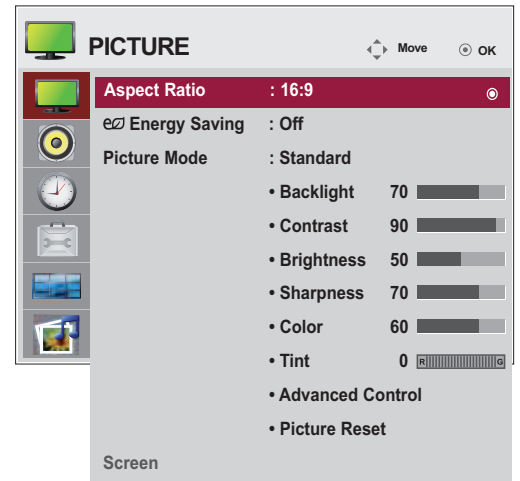 PICTURE Move OK
Aspect Ratio : 16:9
Energy Saving : Off
Picture Mode : Standard
• Backlight 70
• Contrast 90
• Brightness 50
• Sharpness 70
• Color 60
• Tint 0 R G
• Advanced Control
• Picture Reset
Screen